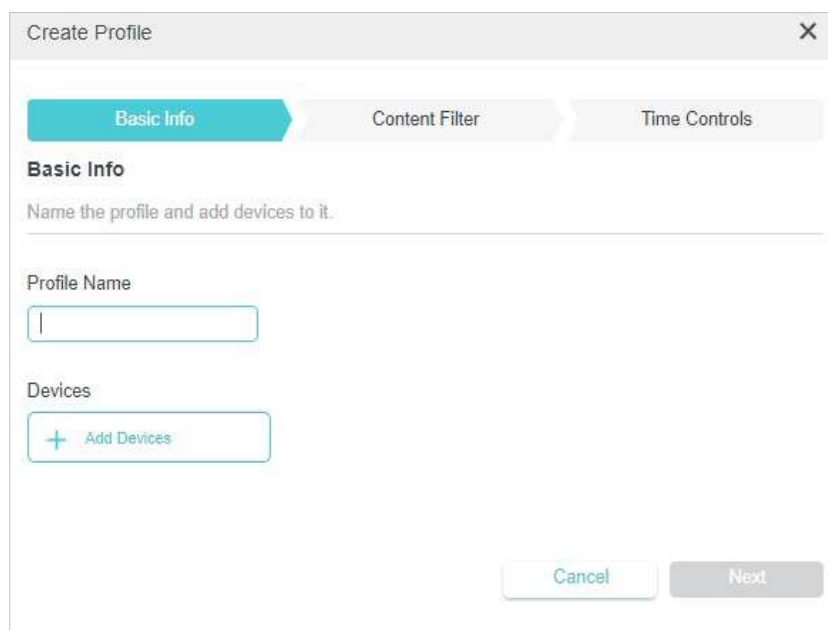 Create Profile
Basic Info
Content Filter
Time Controls
Basic Info
Name the profile and add devices to it.
Profile Name
Devices
Add Devices
Cancel
Next